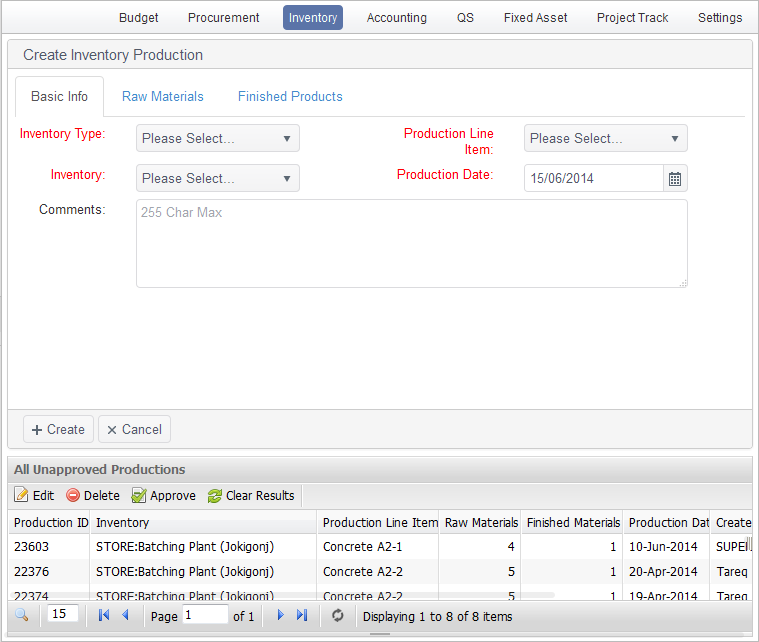 Budget Procurement Inventory Accounting QS Fixed Asset Project Track Settings
Create Inventory Production
Basic Info Raw Materials Finished Products
Inventory Type: Please Select... Production Line Item: Please Select...
Inventory: Please Select... Production Date: 15/06/2014
Comments: 255 Char Max
Create Cancel
All Unapproved Productions
Edit Delete Approve Clear Results
Production ID Inventory Production Line Item Raw Materials Finished Materials Production Dat Create
23603 STORE:Batching Plant (Jokigonj) Concrete A2-1 4 1 10-Jun-2014
22376 STORE:Batching Plant (Jokigonj) Concrete A2-2 5 1 20-Apr-2014 Tareq
22374 STORE:Batching Plant (Jokigonj) Concrete A2-2 5 1 19-Apr-2014 Tareq
15 Page 1 of 1 Displaying 1 to 8 of 8 items